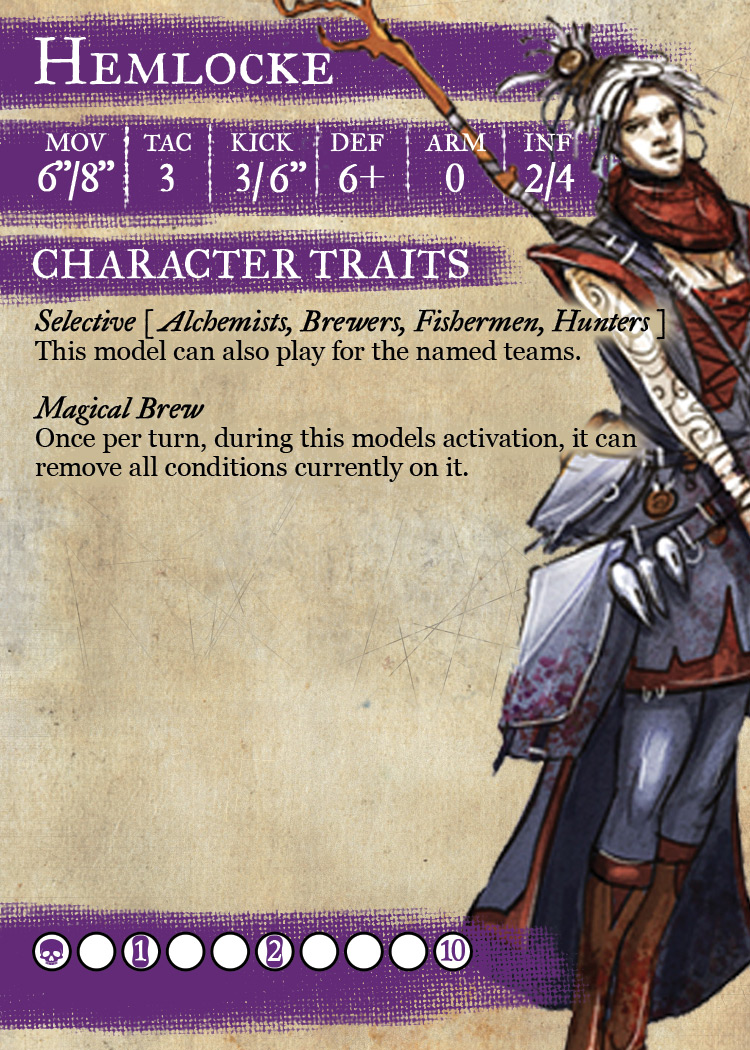 HEMLOCKE
MOV TAC KICK DEF ARM INF
6”/8” 3 3/6” 6+ 0 2/4
CHARACTER TRAITS
Selective [ Alchemists, Brewers, Fishermen, Hunters ]
This model can also play for the named teams.
Magical Brew
Once per turn, during this models activation, it can
remove all conditions currently on it.
1 2 10